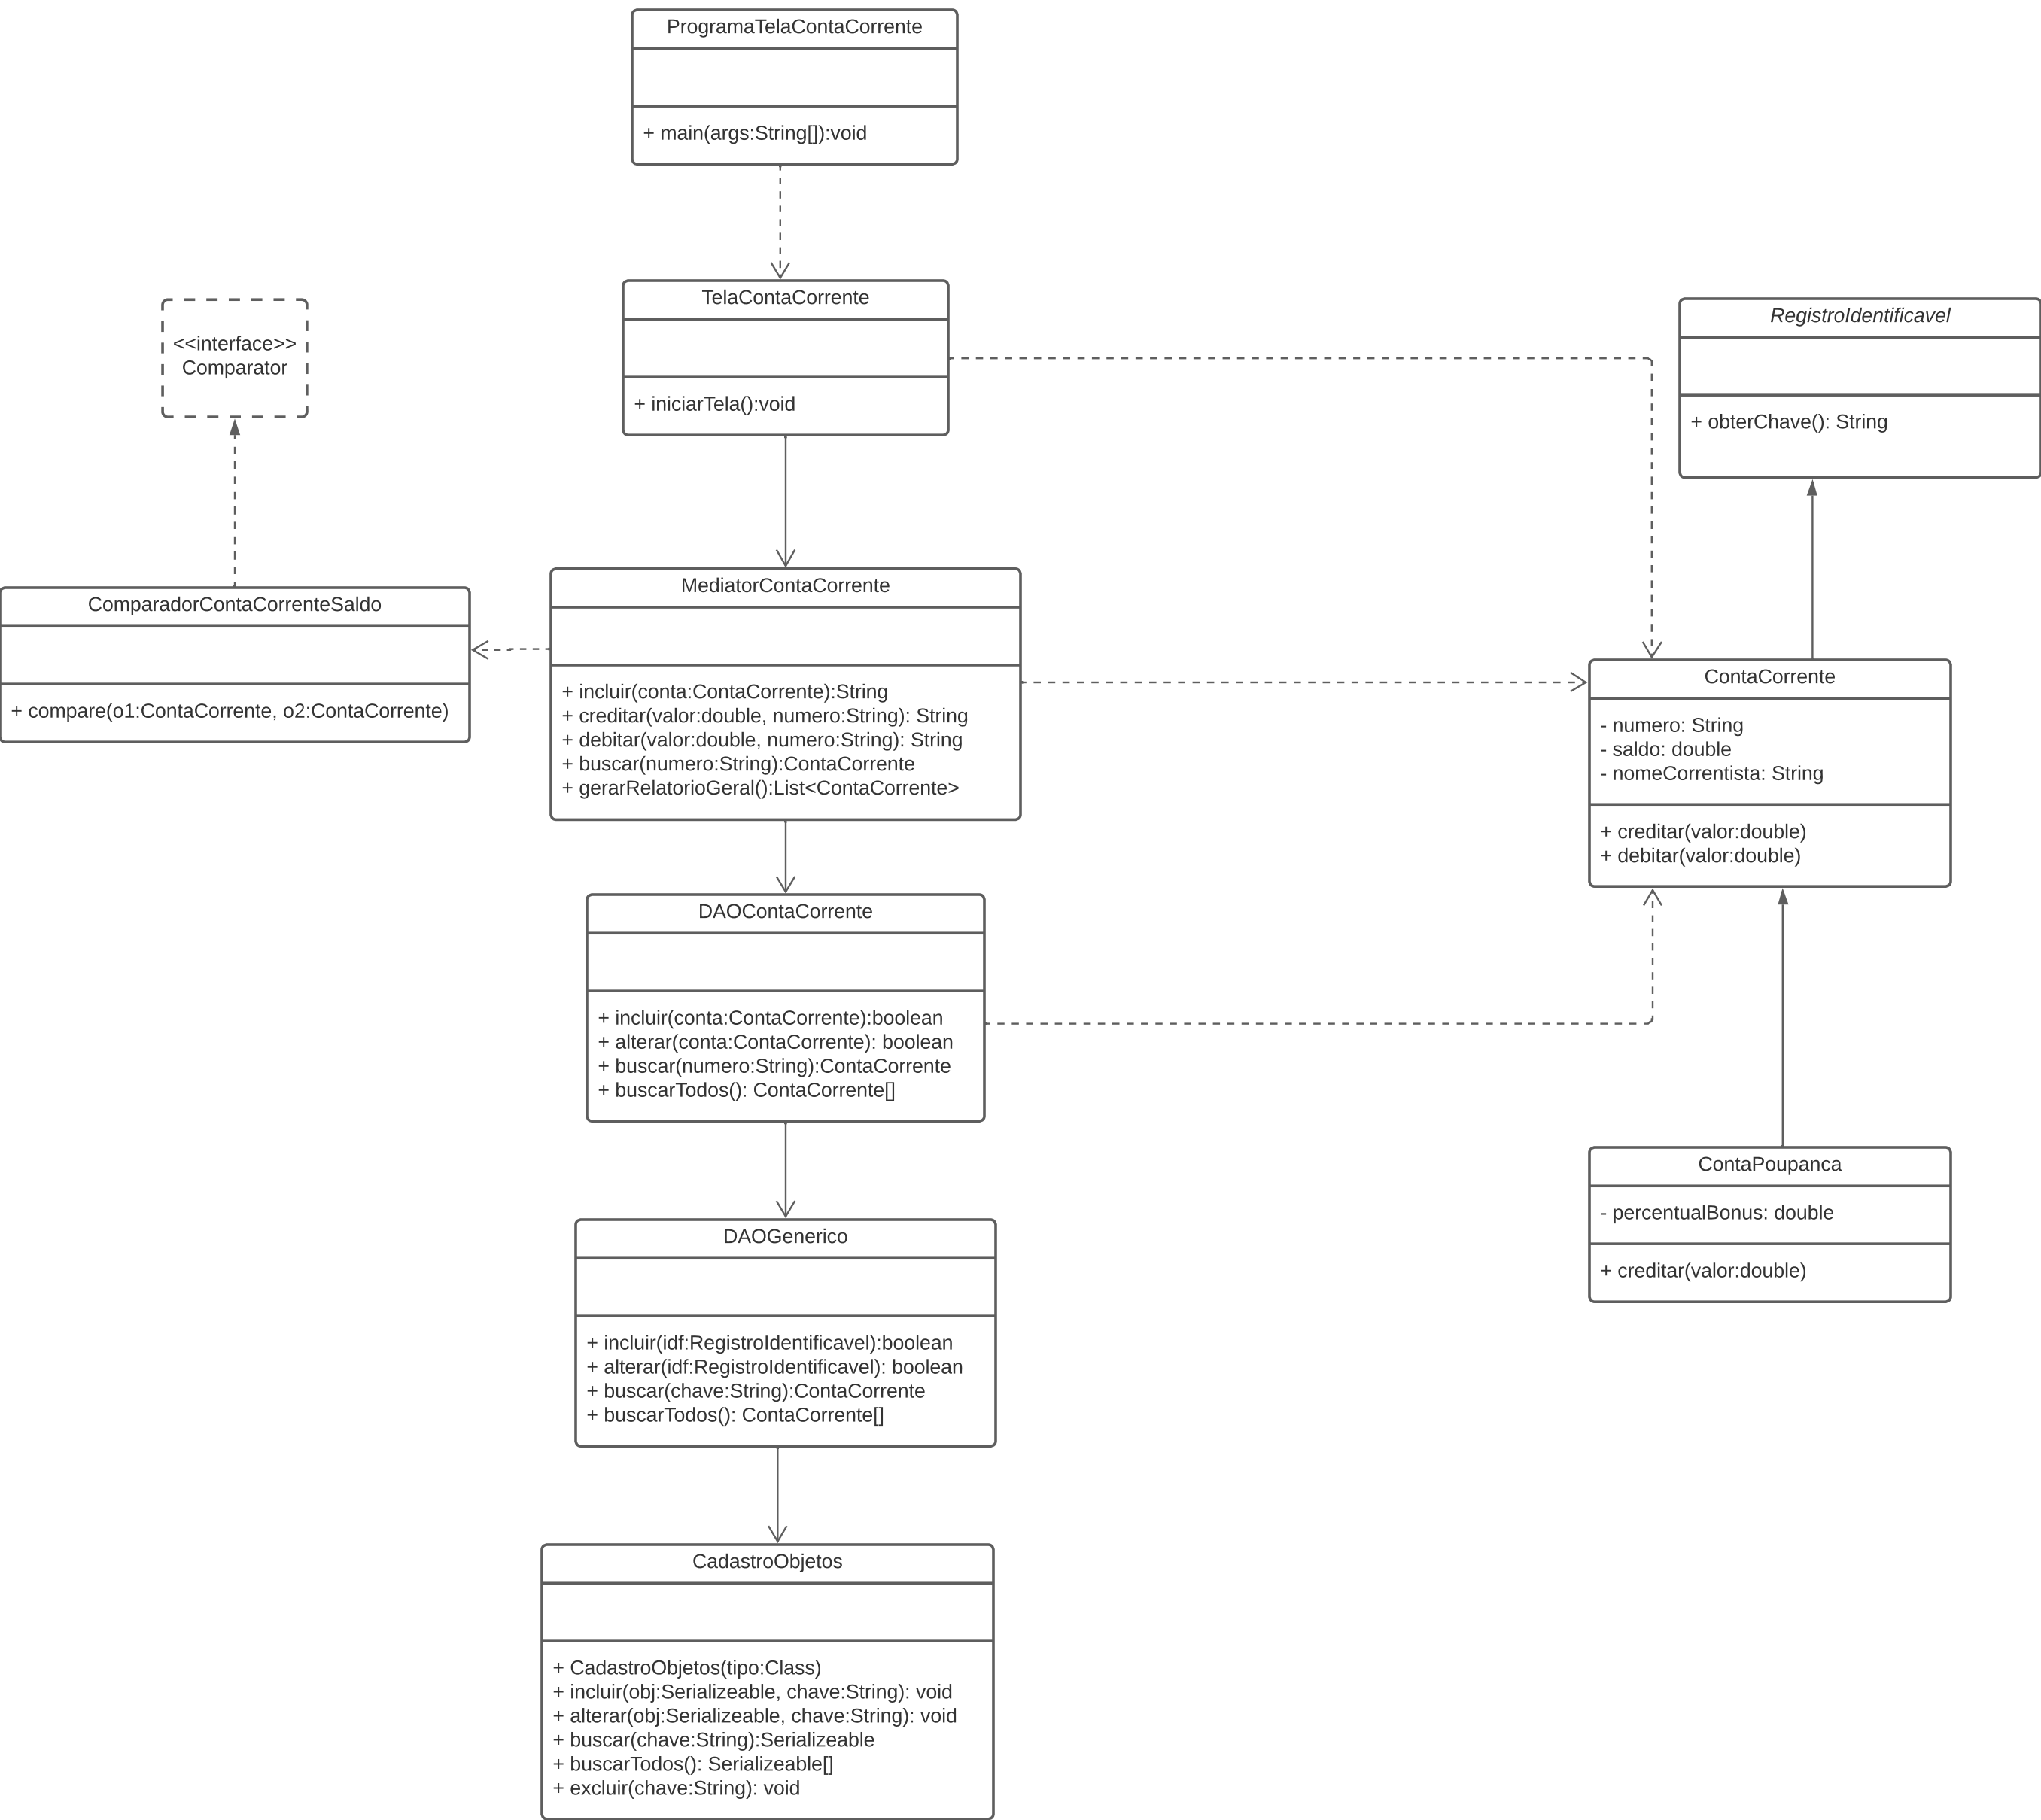 ProgramaTelaContaCorrente
+ main(args:String[]):void
TelaContaCorrente
+ iniciarTela():void
<<interface>>
Comparator
RegistroIdentificavel
+ obterChave(): String
ComparadorContaCorrenteSaldo
+ compare(o1:ContaCorrente, o2:ContaCorrente)
MediatorContaCorrente
+ incluir(conta:ContaCorrente):String
+ creditar(valor:double, numero:String): String
+ debitar(valor:double, numero:String): String
+ buscar(numero:String):ContaCorrente
+ gerarRelatorioGeral():List<ContaCorrente>
ContaCorrente
- numero: String
- saldo: double
- nomeCorrentista: String
+ creditar(valor:double)
+ debitar(valor:double)
DAOContaCorrente
+ incluir(conta:ContaCorrente):boolean
+ alterar(conta:ContaCorrente): boolean
+ buscar(numero:String):ContaCorrente
+ buscarTodos(): ContaCorrente[]
ContaPoupanca
- percentualBonus: double
+ creditar(valor:double)
DAOGenerico
+ incluir(idf:RegistroIdentificavel):boolean
+ alterar(idf:RegistroIdentificavel): boolean
+ buscar(chave:String):ContaCorrente
+ buscarTodos(): ContaCorrente[]
CadastroObjetos
+ CadastroObjetos(tipo:Class)
+ incluir(obj:Serializeable, chave:String): void
+ alterar(obj:Serializeable, chave:String): void
+ buscar(chave:String):Serializeable
+ buscarTodos(): Serializeable[]
+ excluir(chave:String): void